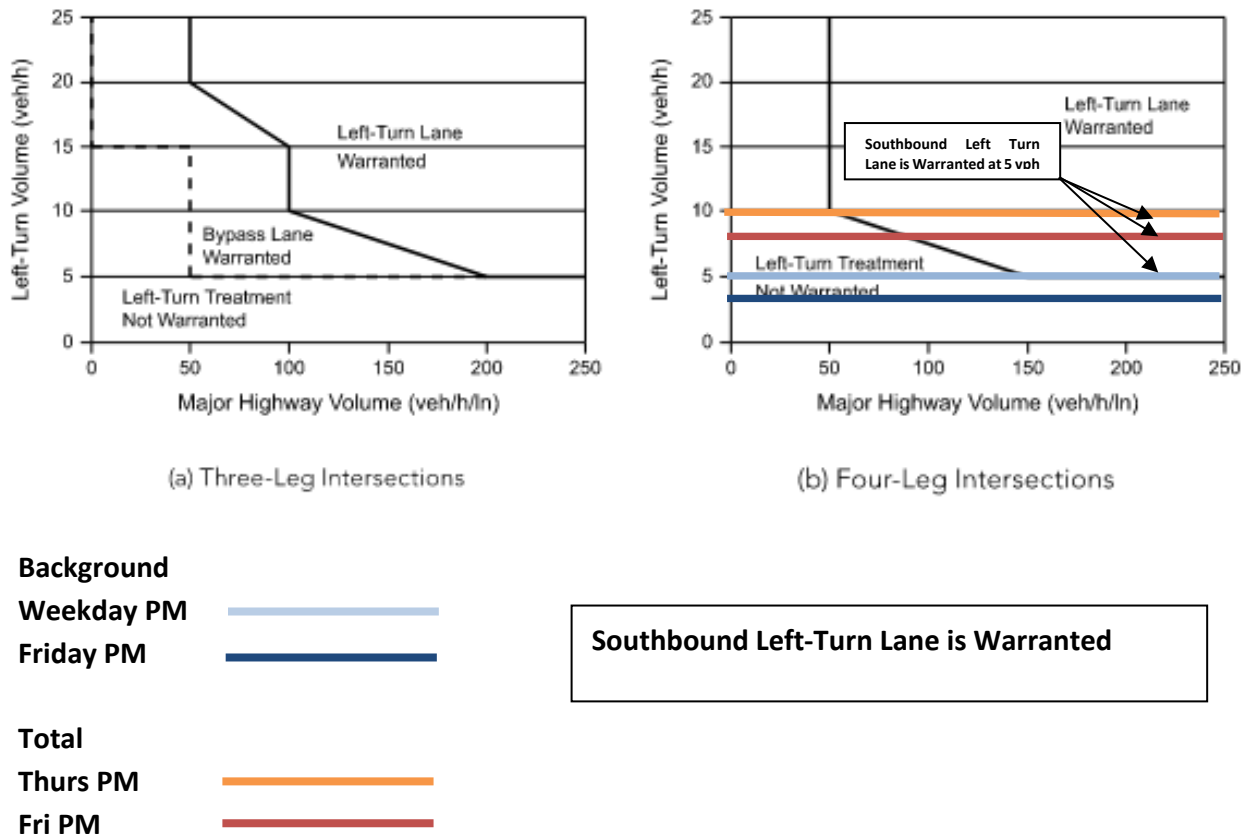 25
20
15
10
5
0
Left-Turn Volume (veh/h)
Left-Turn Lane
Warranted
Bypass Lane
Warranted
Left-Turn Treatment
Not Warranted
0 50 100 150 200 250
Major Highway Volume (veh/h/ln)
(a) Three-Leg Intersections
25
20
15
10
5
0
Left-Turn Volume (veh/h)
Left-Turn Lane
Warranted
Southbound Left Turn
Lane is Warranted at 5 vph
Left-Turn Treatment
Not Warranted
0 50 100 150 200 250
Major Highway Volume (veh/h/ln)
(b) Four-Leg Intersections
Background
Weekday PM
Friday PM
Southbound Left-Turn Lane is Warranted
Total
Thurs PM
Fri PM